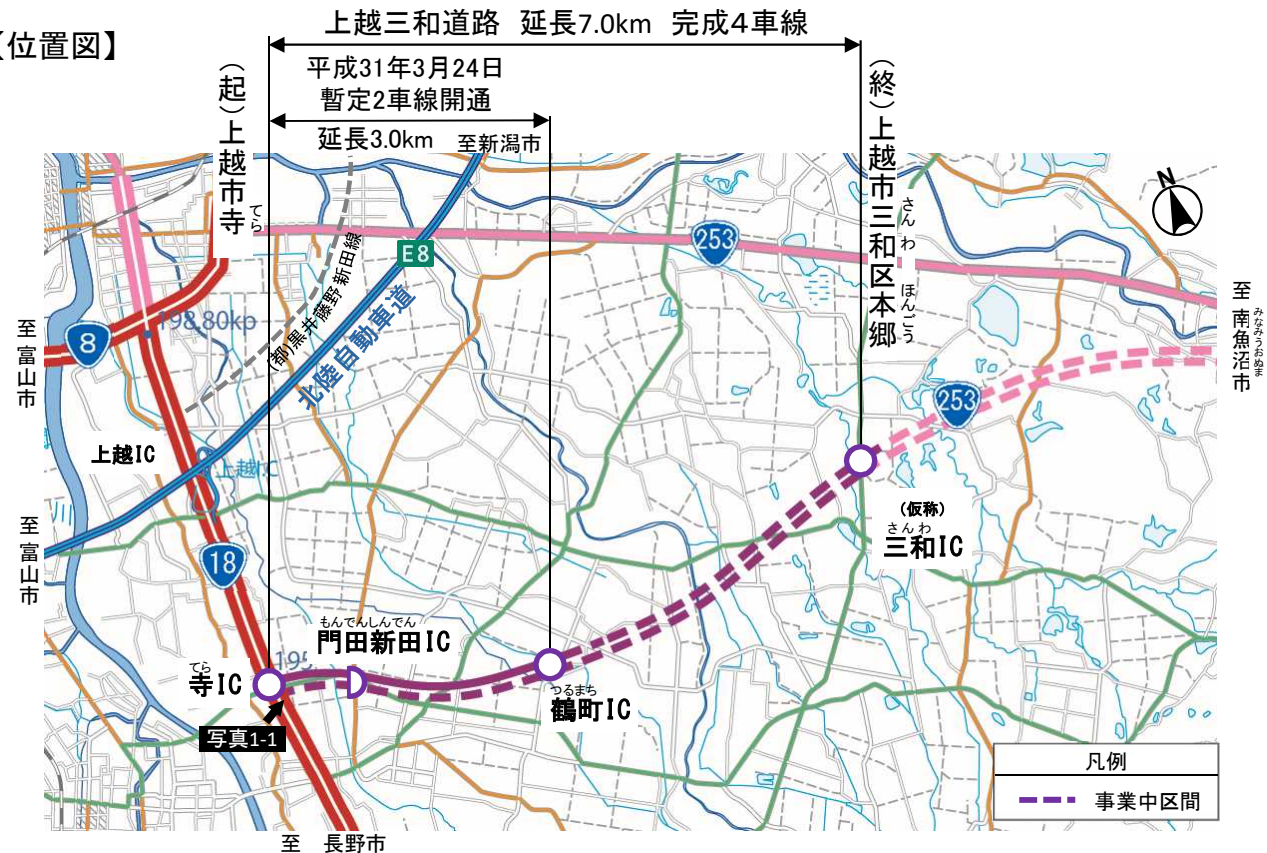 【位置図】
上越三和道路 延長7.0km 完成4車線
平成31年3月24日
暫定2車線開通
延長3.0km
至新潟市
(起)上越市寺
てら
(終)上越市三和区本郷
さんわ
ほんごう
N
E8
253
(都)黒井藤野新田線
北陸自動車道
198.80kp
8
至 富山市
至 南魚沼市
みなみうおぬま
253
上越IC
上越I.C
川
至 富山市
18
(仮称)
さんわ
三和IC
もんでんしんでん
門田新田IC
195
てら
寺IC
つるまち
鶴町IC
写真1-1
凡例
事業中区間
至 長野市